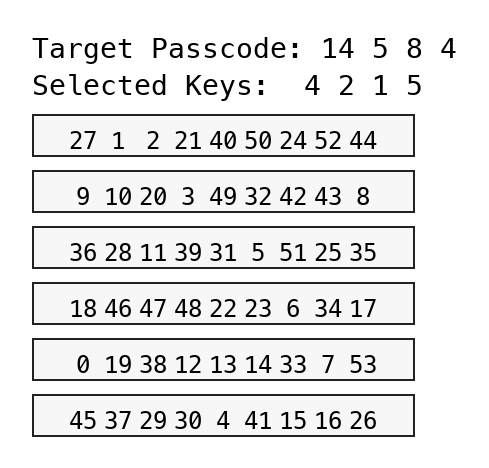 Target Passcode: 14 5 8 4
Selected Keys: 4 2 1 5
27 1 2 21 40 50 24 52 44
9 10 20 3 49 32 42 43 8
36 28 11 39 31 5 51 25 35
18 46 47 48 22 23 6 34 17
0 19 38 12 13 14 33 7 53
45 37 29 30 4 41 15 16 26